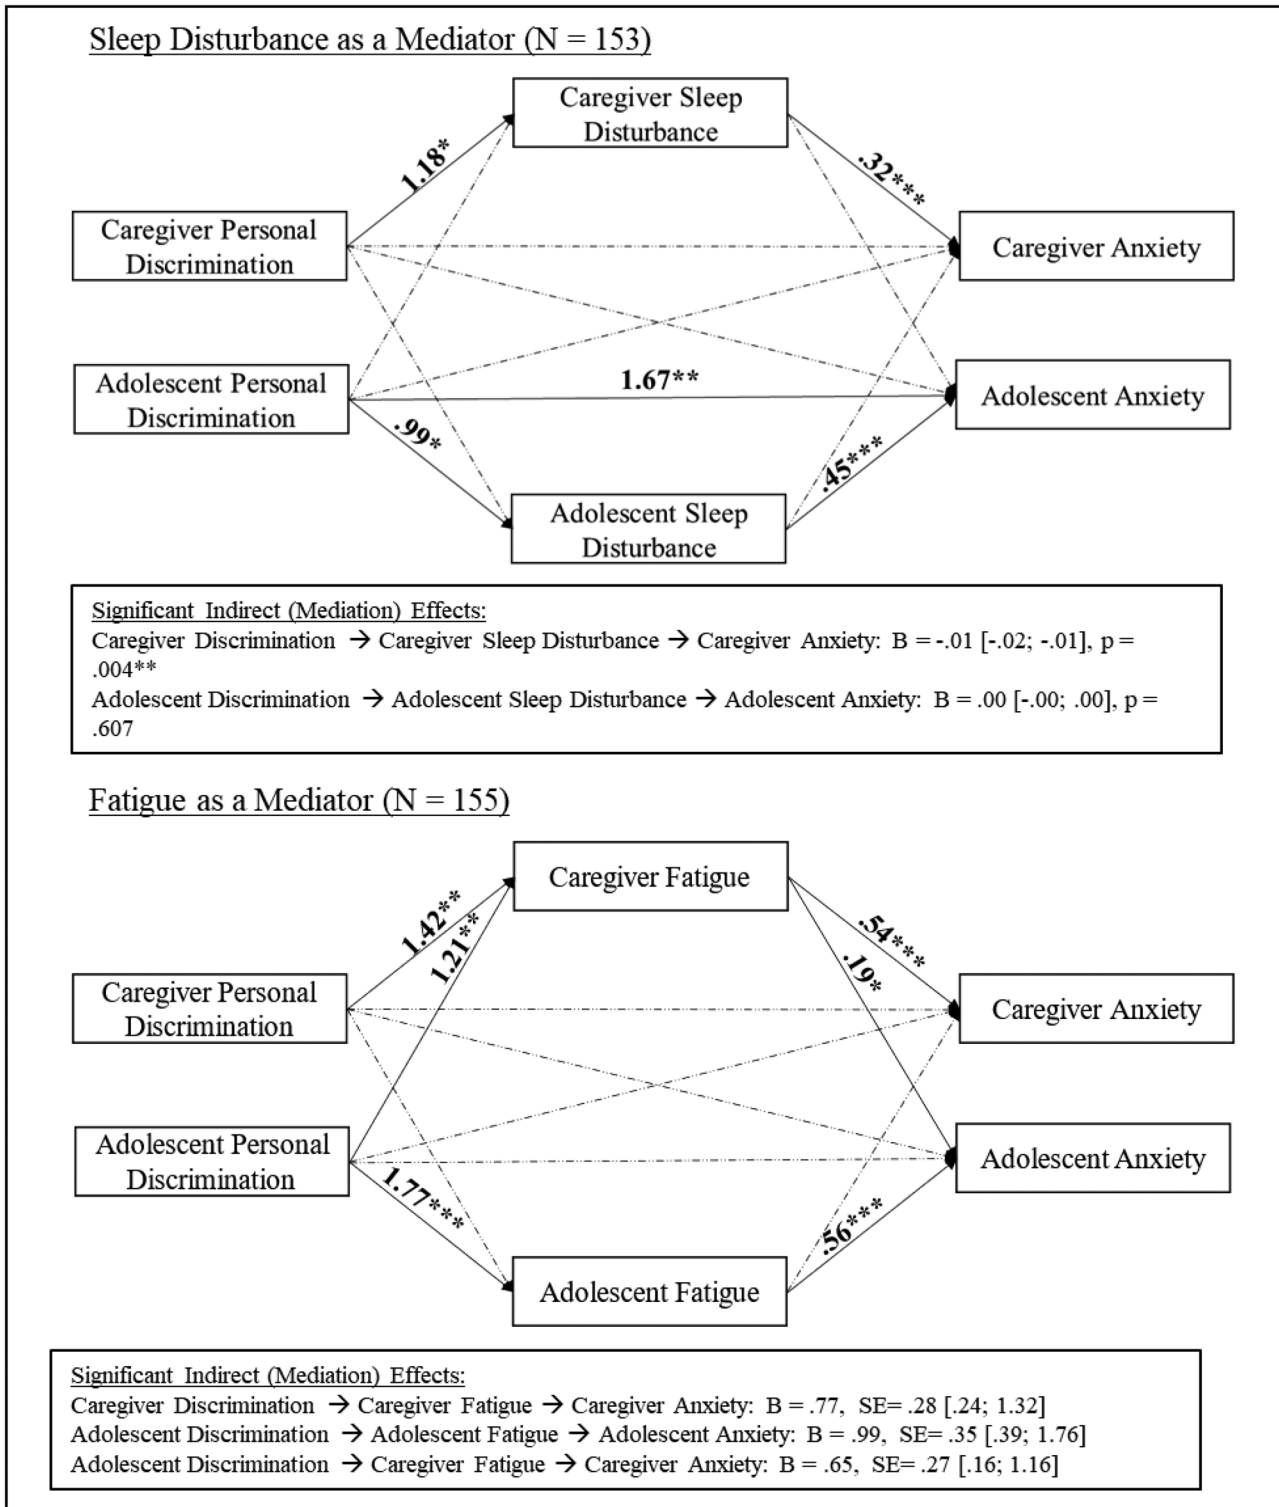 Sleep Disturbance as a Mediator (N = 153)
Caregiver Sleep
Disturbance
1.18*
.32***
Caregiver Personal
Discrimination
Caregiver Anxiety
Adolescent Personal
Discrimination
1.67**
Adolescent Anxiety
.99*
.45***
Adolescent Sleep
Disturbance
Significant Indirect (Mediation) Effects:
Caregiver Discrimination → Caregiver Sleep Disturbance → Caregiver Anxiety: B = -.01 [-.02; -.01], p =
.004**
Adolescent Discrimination → Adolescent Sleep Disturbance → Adolescent Anxiety: B = .00 [-.00; .00], p =
.607
Fatigue as a Mediator (N = 155)
Caregiver Fatigue
1.42**
1.21**
.54***
.19*
Caregiver Personal
Discrimination
Caregiver Anxiety
Adolescent Personal
Discrimination
Adolescent Anxiety
1.77***
.56***
Adolescent Fatigue
Significant Indirect (Mediation) Effects:
Caregiver Discrimination → Caregiver Fatigue → Caregiver Anxiety: B = .77, SE= .28 [.24; 1.32]
Adolescent Discrimination → Adolescent Fatigue → Adolescent Anxiety: B = .99, SE= .35 [.39; 1.76]
Adolescent Discrimination → Caregiver Fatigue → Caregiver Anxiety: B = .65, SE= .27 [.16; 1.16]